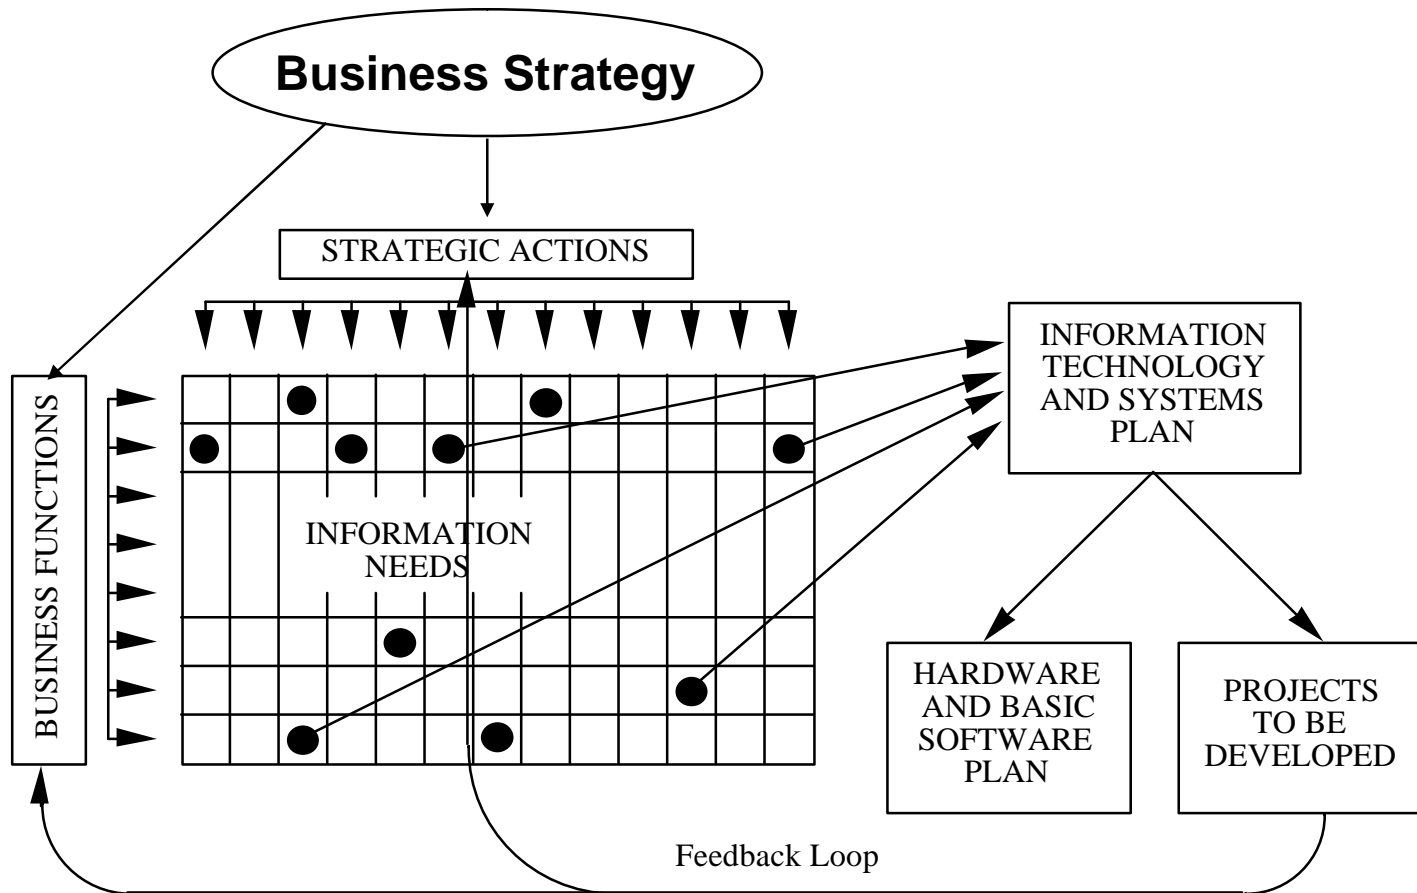 Business Strategy
STRATEGIC ACTIONS
BUSINESS FUNCTIONS
INFORMATION
NEEDS
INFORMATION
TECHNOLOGY
AND SYSTEMS
PLAN
HARDWARE
AND BASIC
SOFTWARE
PLAN
PROJECTS
TO BE
DEVELOPED
Feedback Loop